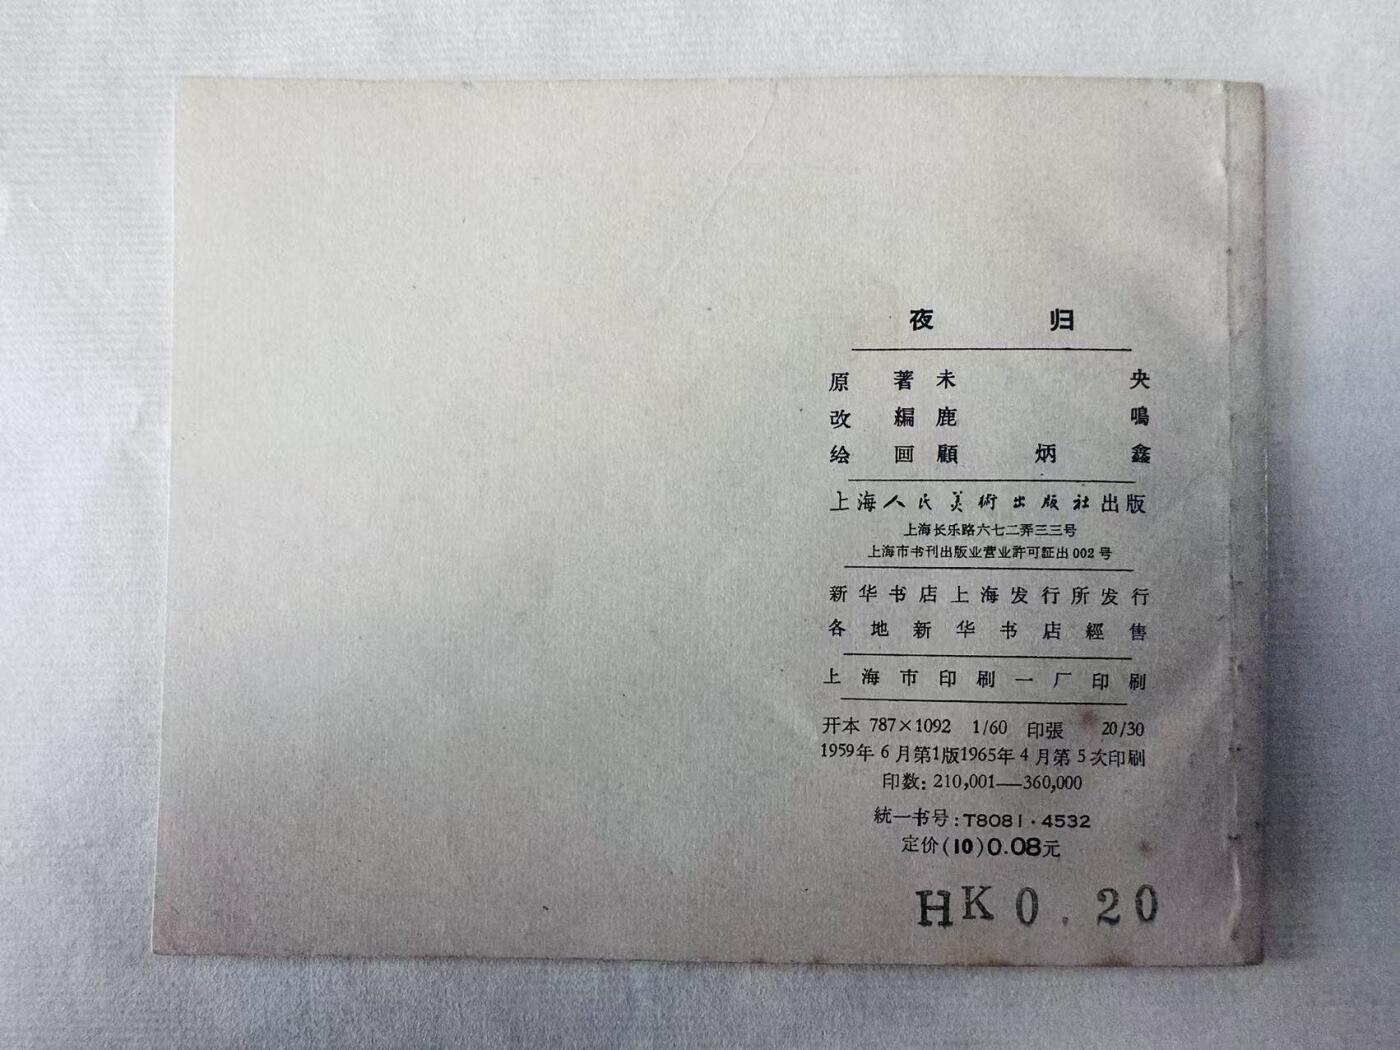 夜归
原著 未央
改編 鹿鳴
绘画 顧炳鑫
上海人民美術出版社出版
上海长乐路六七二弄三三号
上海市书刊出版业营业許可証出002号
新华书店上海发行所发行
各地新华书店經售
上海市印刷一厂印刷
开本 787×1092 1/60 印張 20/30
1959年6月第1版1965年4月第5次印刷
印数: 210,001—360,000
統一书号:T8081·4532
定价(10)0.08元
HK0.20